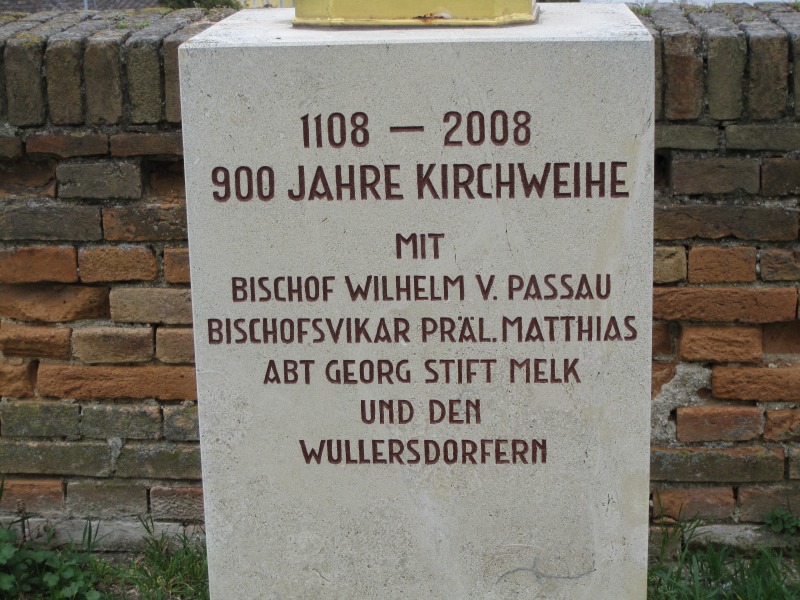 1108 – 2008
900 JAHRE KIRCHWEIHE
MIT
BISCHOF WILHELM V. PASSAU
BISCHOFSVIKAR PRÄL. MATTHIAS
ABT GEORG STIFT MELK
UND DEN
WULLERSDORFERN